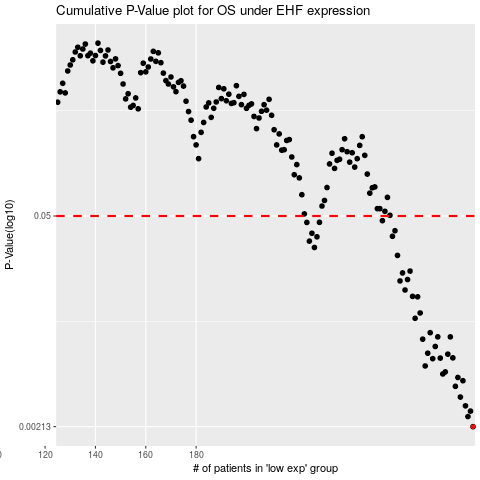 Cumulative P-Value plot for OS under EHF expression
P-Value(log10)
0.05
0.00213
0 120 140 160 180
# of patients in 'low exp' group